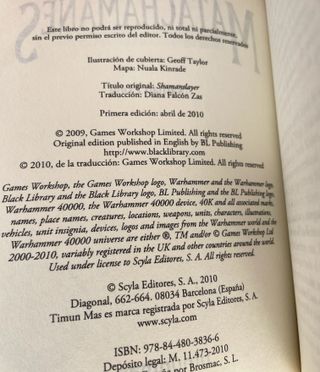 MATACHAMANES
Este libro no podrá ser reproducido, ni total ni parcialmente,
sin el previo permiso escrito del editor. Todos los derechos reservados
Ilustración de cubierta: Geoff Taylor
Mapa: Nuala Kinrade
Título original: Shamanslayer
Traducción: Diana Falcón Zas
Primera edición: abril de 2010
© 2009, Games Workshop Limited. All rights reserved
Original edition published in English by BL Publishing
http://www.blacklibrary.com
© 2010, de la traducción: Games Workshop Limited. All rights reserved
Games Workshop, the Games Workshop logo, Warhammer and the Warhammer logo,
Black Library and the Black Library logo, BL Publishing and the BL Publishing logo,
Warhammer 40000, the Warhammer 40000 device, 40K and all associated marks,
names, place names, creatures, locations, weapons, units, characters, illustrations,
vehicles, unit insignia, devices, logos and images from the Warhammer world and the
Warhammer 40000 universe are either ®, TM and/or © Games Workshop Ltd
2000-2010, variably registered in the UK and other countries around the world.
Used under license to Scyla Editores, S. A. All rights reserved.
© Scyla Editores, S. A., 2010
Diagonal, 662-664. 08034 Barcelona (España)
Timun Mas es marca registrada por Scyla Editores, S. A.
www.scyla.com
ISBN: 978-84-480-3836-6
Depósito legal: M. 11.473-2010
por Brosmac, S. L.